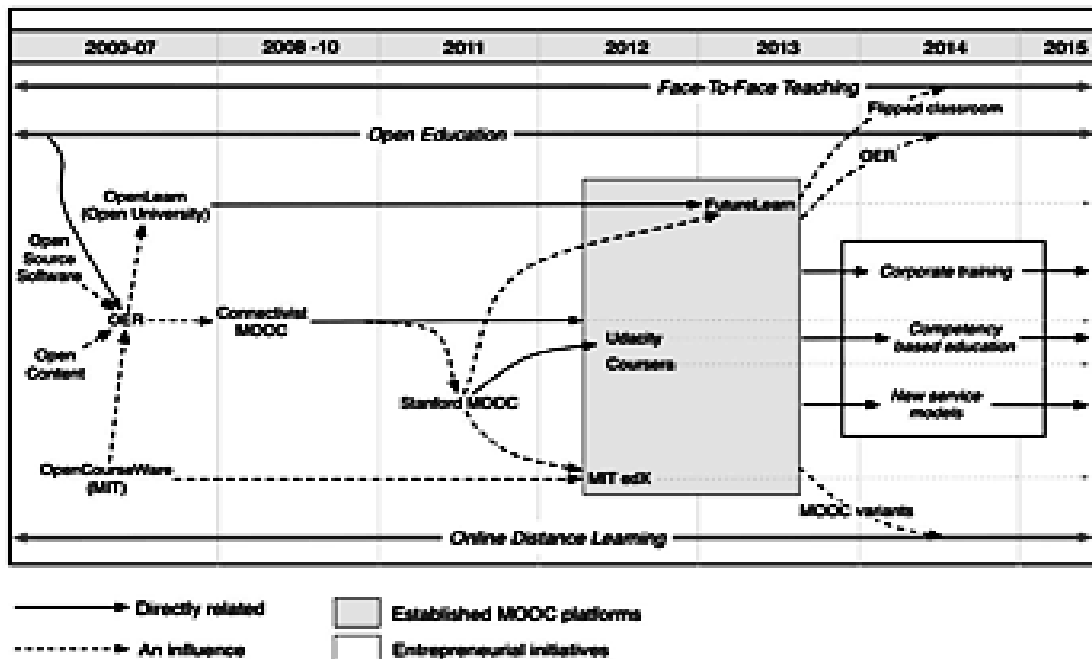 2000-07 2008 -10 2011 2012 2013 2014 2015
Face-To-Face Teaching
Flipped classroom
Open Education
OER
OpenLearn
(Open University)
FutureLearn
Open
Source
Software
Corporate training
OER
Connectivist
MOOC
Udacity
Competency
based education
Open
Content
Coursers
Stanford MOOC
New service
models
OpenCourseWare
(MIT)
MIT edX
MOOC variants
Online Distance Learning
Directly related
Established MOOC platforms
An influence
Entrepreneurial initiatives